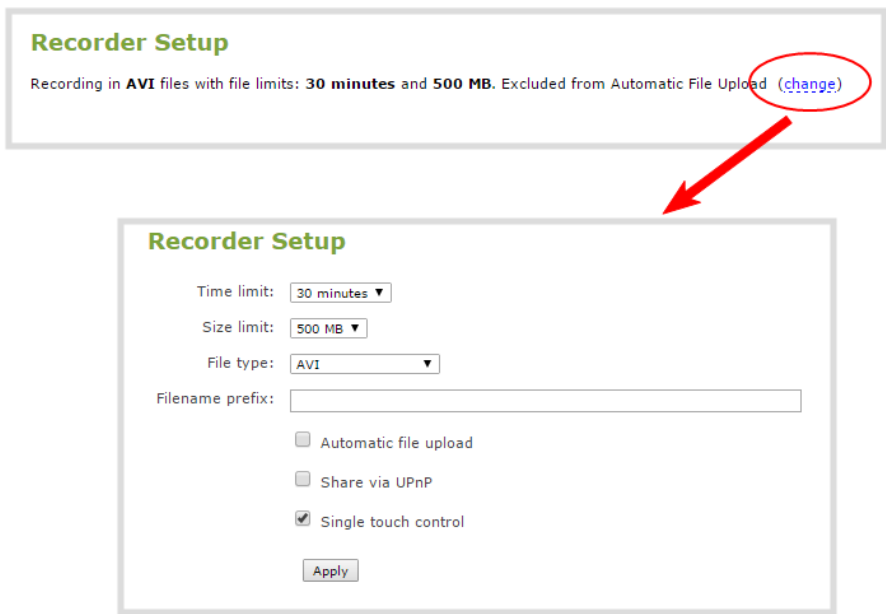 Recorder Setup
Recording in AVI files with file limits: 30 minutes and 500 MB. Excluded from Automatic File Upload (change)
Recorder Setup
Time limit: 30 minutes ▼
Size limit: 500 MB ▼
File type: AVI ▼
Filename prefix:
Automatic file upload
Share via UPnP
Single touch control
Apply